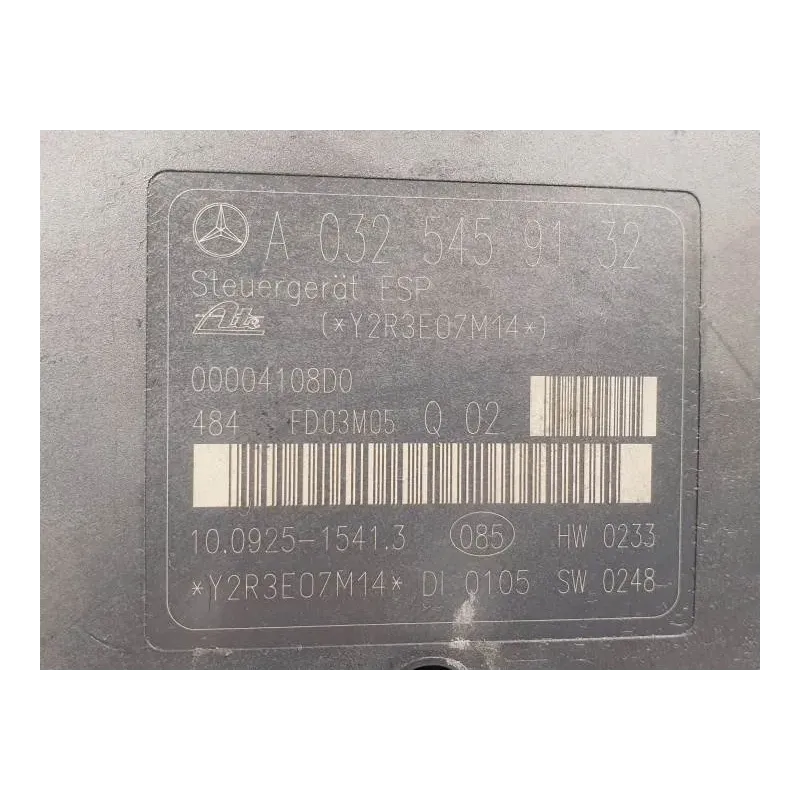 A 032 545 91 32
Steuergerät ESP
Ate (*Y2R3E07M14*)
00004108D0
484 FD03M05 Q 02
10.0925-1541.3 085 HW 0233
*Y2R3E07M14* DI 0105 SW 0248